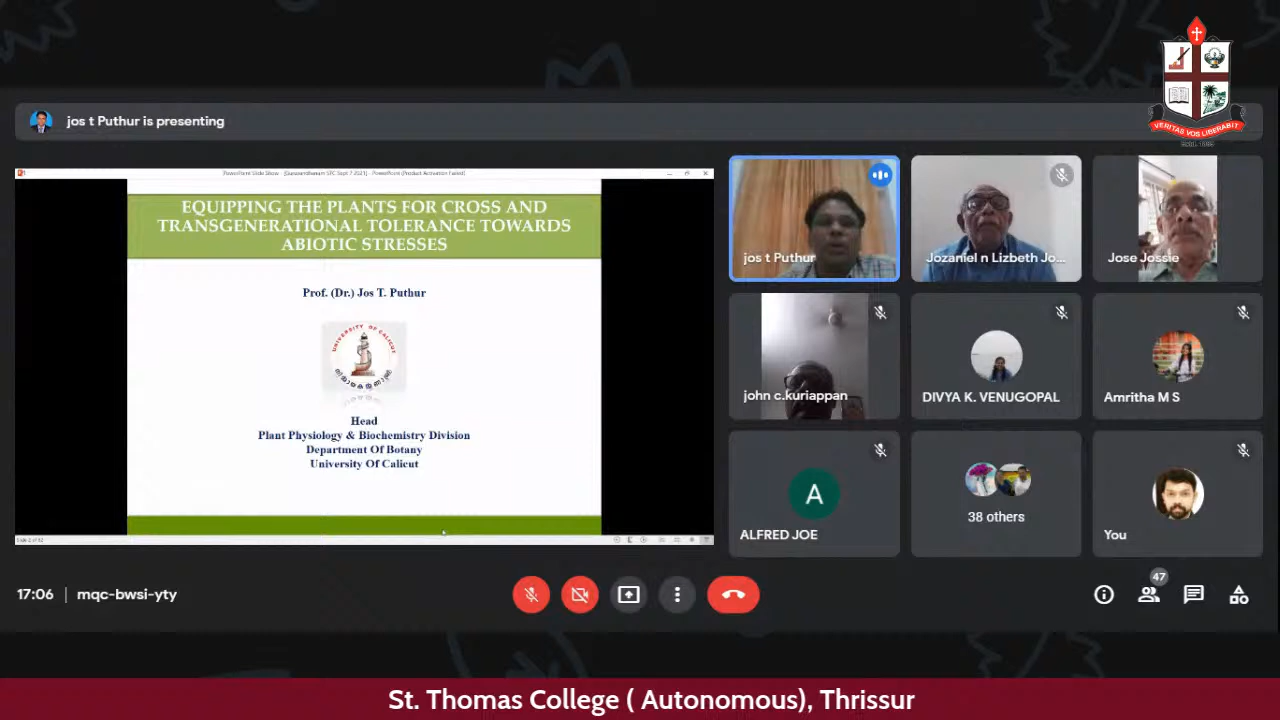 VERITAS VOS LIBERABIT
jos t Puthur is presenting
EQUIPPING THE PLANTS FOR CROSS AND
TRANSGENERATIONAL TOLERANCE TOWARDS
ABIOTIC STRESSES
Prof. (Dr.) Jos T. Puthur
UNIVERSITY OF CALICUT
Head
Plant Physiology & Biochemistry Division
Department Of Botany
University Of Calicut
jos t Puthur
Jozaniel n Lizbeth Jo...
Jose Jossie
john c.kuriappan
DIVYA K. VENUGOPAL
Amritha M S
A
ALFRED JOE
38 others
You
17:06 | mqc-bwsi-yty
47
St. Thomas College ( Autonomous), Thrissur